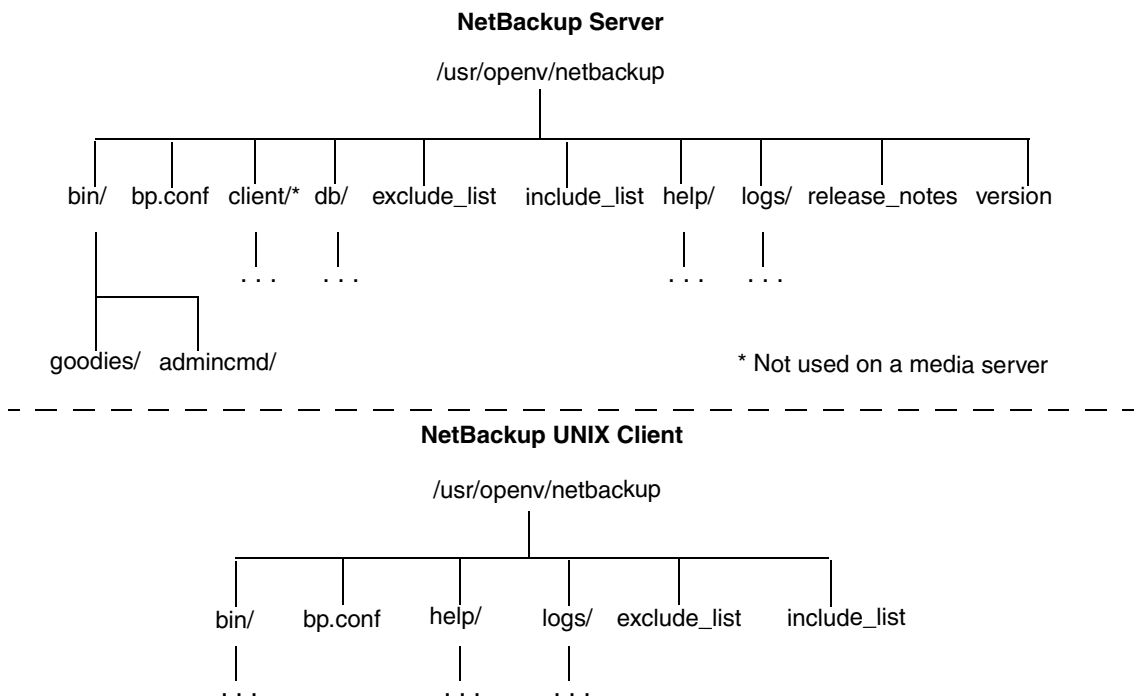 NetBackup Server
/usr/openv/netbackup
bin/ bp.conf client/* db/ exclude_list include_list help/ logs/ release_notes version
. . . . . . . . . . . .
goodies/ admincmd/
* Not used on a media server
NetBackup UNIX Client
/usr/openv/netbackup
bin/ bp.conf help/ logs/ exclude_list include_list
. . . . . . . . .